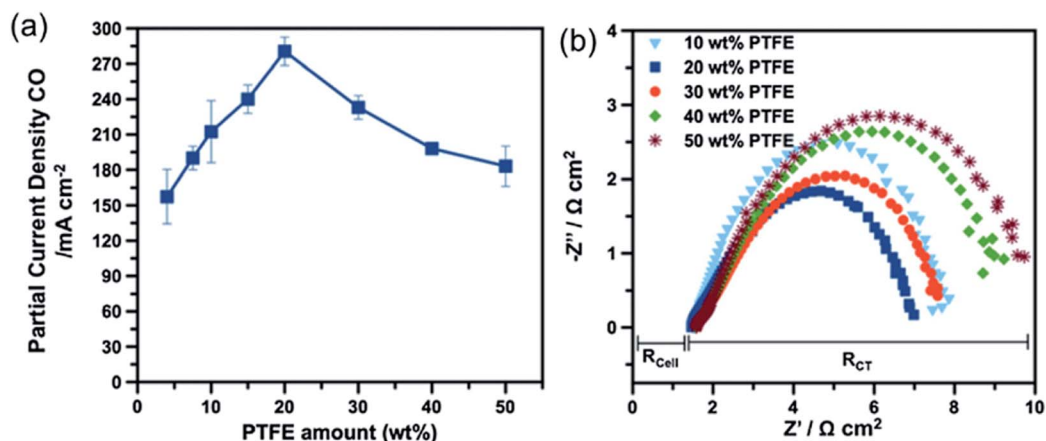 (a)
Partial Current Density CO
/mA cm-2
300
270
240
210
180
150
120
90
60
30
0
0
10
20
30
40
50
PTFE amount (wt%)
(b)
10 wt% PTFE
20 wt% PTFE
30 wt% PTFE
40 wt% PTFE
50 wt% PTFE
-Z'' / Ω cm2
4
3
2
1
0
RCell
RCT
0
2
4
6
8
10
Z' / Ω cm2